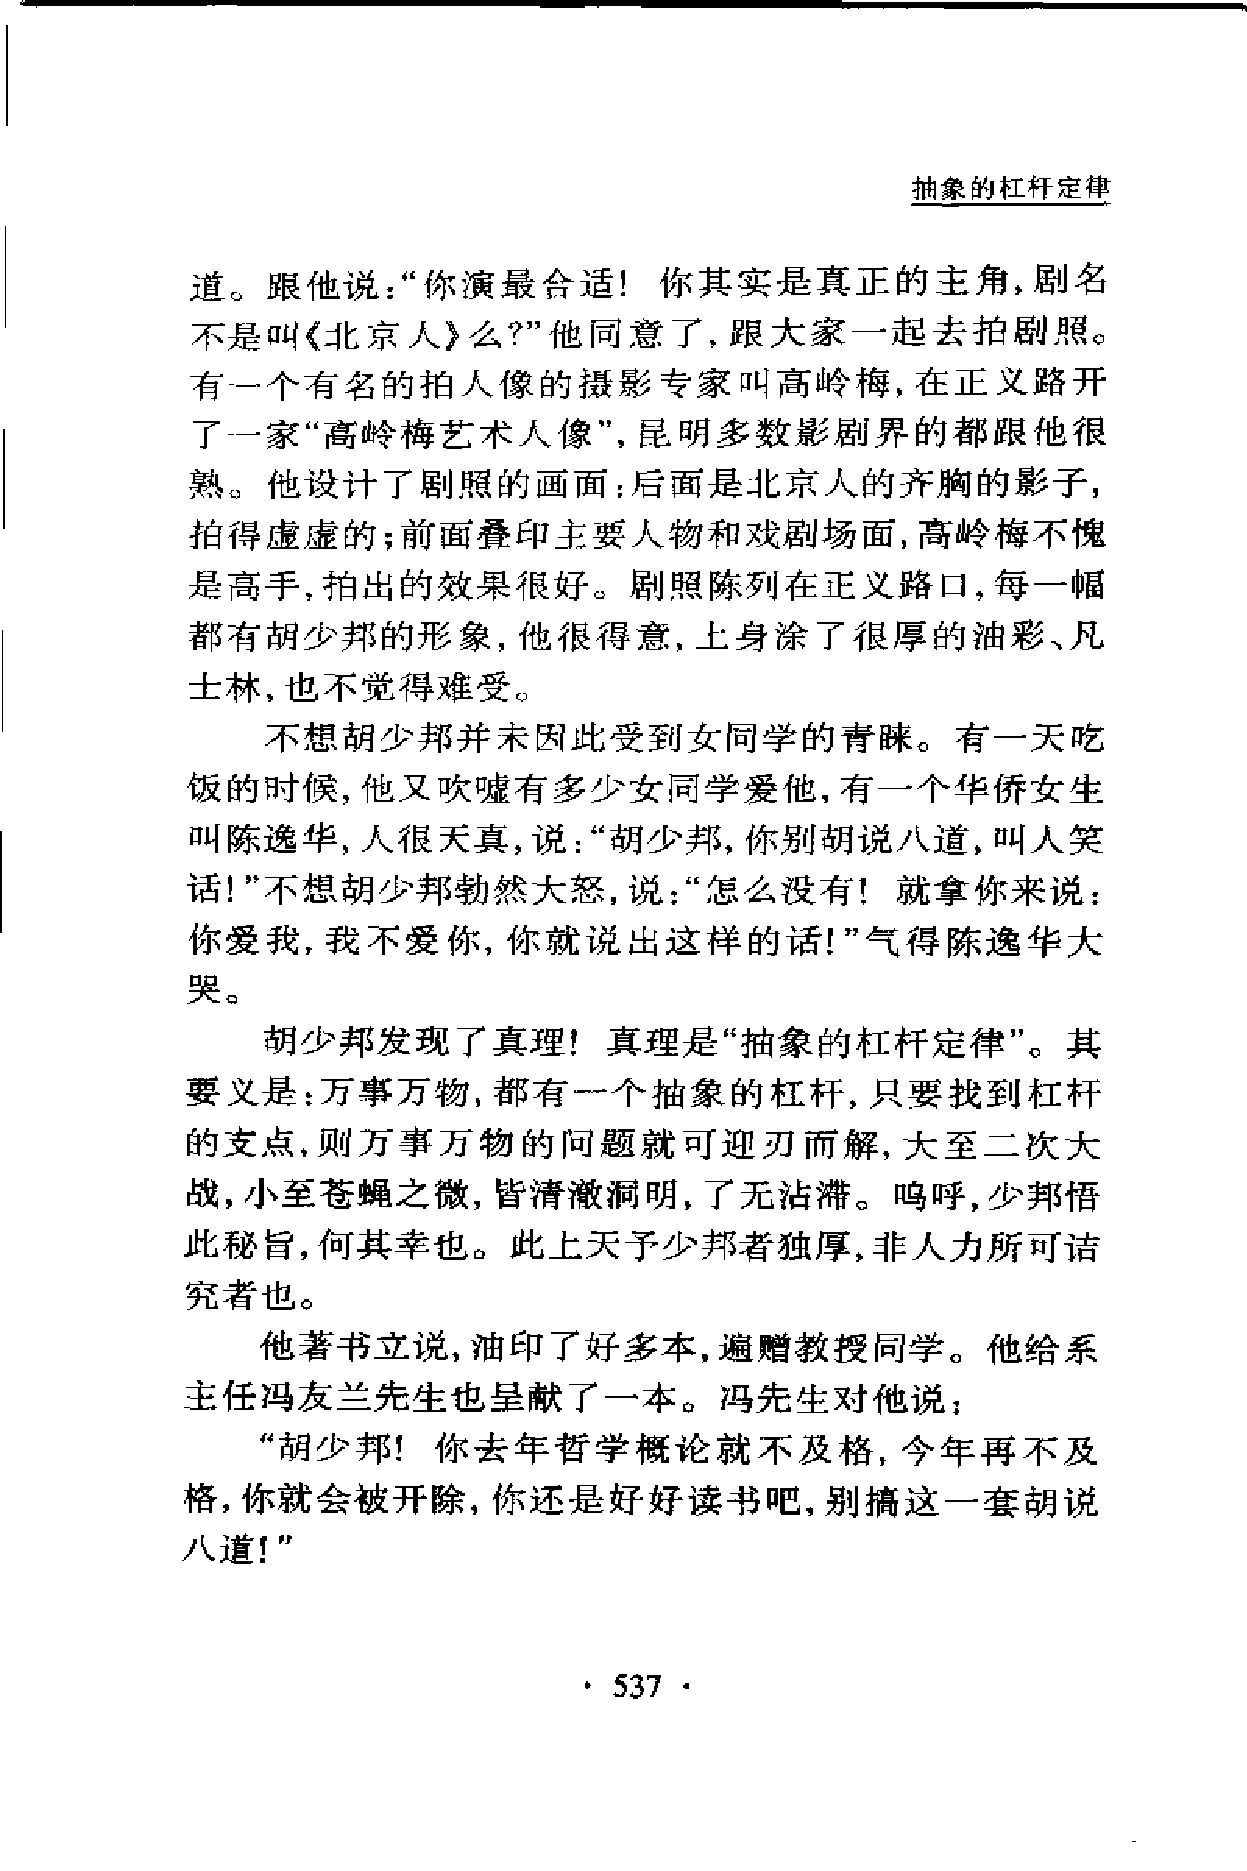 抽象的杠杆定律
道。跟他说:“你演最合适! 你其实是真正的主角,剧名
不是叫《北京人》么?”他同意了,跟大家一起去拍剧照。
有一个有名的拍人像的摄影专家叫高岭梅,在正义路开
了一家“高岭梅艺术人像”,昆明多数影剧界的都跟他很
熟。他设计了剧照的画面:后面是北京人的齐胸的影子,
拍得虚虚的;前面叠印主要人物和戏剧场面,高岭梅不愧
是高手,拍出的效果很好。剧照陈列在正义路口,每一幅
都有胡少邦的形象,他很得意,上身涂了很厚的油彩、凡
士林,也不觉得难受。
不想胡少邦并未因此受到女同学的青睐。有一天吃
饭的时候,他又吹嘘有多少女同学爱他,有一个华侨女生
叫陈逸华,人很天真,说:“胡少邦,你别胡说八道,叫人笑
话!”不想胡少邦勃然大怒,说:“怎么没有! 就拿你来说:
你爱我,我不爱你,你就说出这样的话!”气得陈逸华大
哭。
胡少邦发现了真理! 真理是“抽象的杠杆定律”。其
要义是:万事万物,都有一个抽象的杠杆,只要找到杠杆
的支点,则万事万物的问题就可迎刃而解,大至二次大
战,小至苍蝇之微,皆清澈洞明,了无沾滞。呜呼,少邦悟
此秘旨,何其幸也。此上天予少邦者独厚,非人力所可诘
究者也。
他著书立说,油印了好多本,遍赠教授同学。他给系
主任冯友兰先生也呈献了一本。冯先生对他说:
“胡少邦! 你去年哲学概论就不及格,今年再不及
格,你就会被开除,你还是好好读书吧,别搞这一套胡说
八道!”
· 537 ·